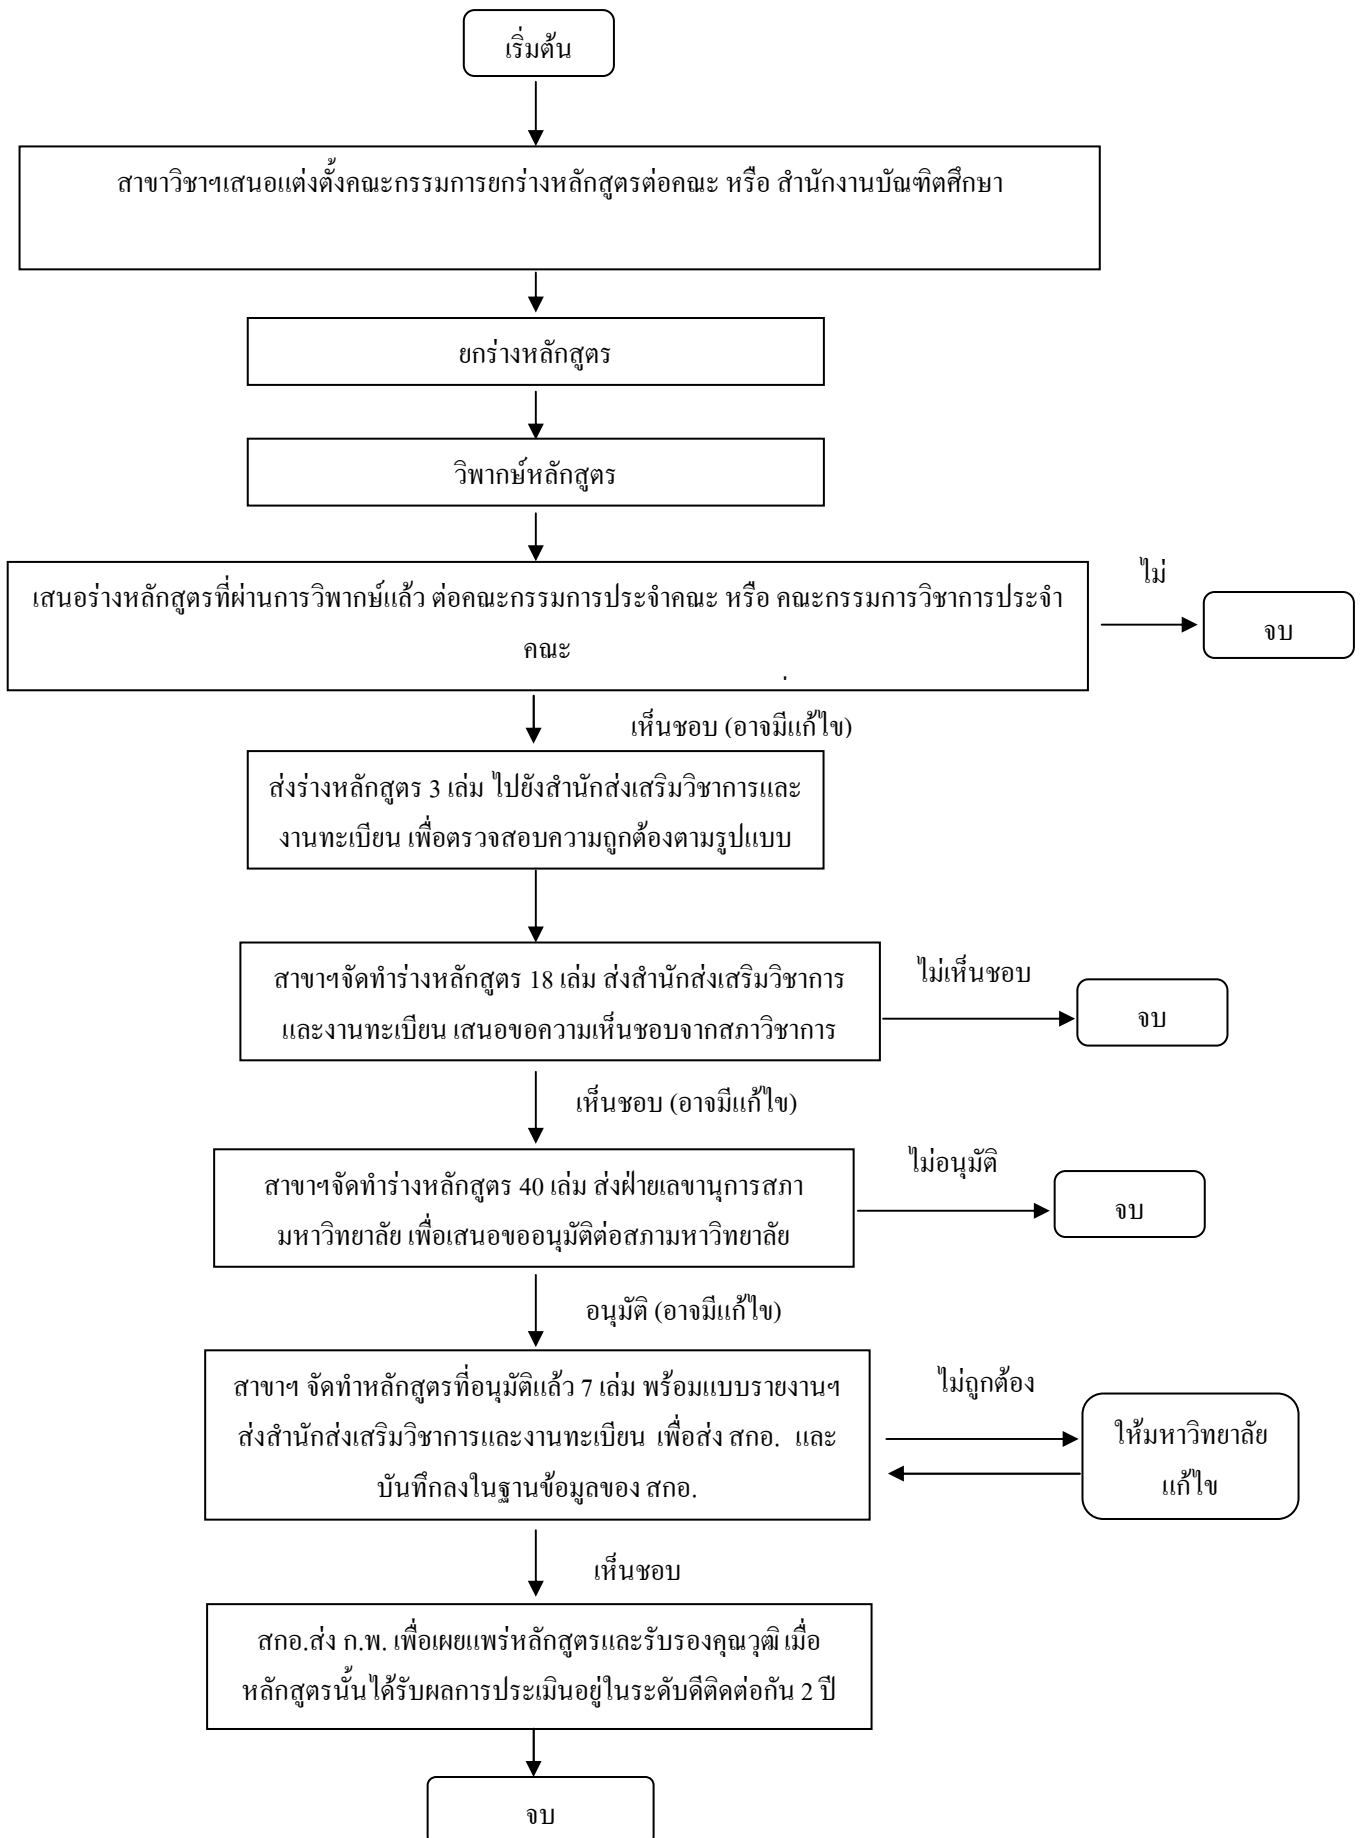 เริ่มต้น
สาขาวิชาฯเสนอแต่งตั้งคณะกรรมการยกร่างหลักสูตรต่อคณะ หรือ สำนักงานบัณฑิตศึกษา
ยกร่างหลักสูตร
วิพากษ์หลักสูตร
เสนอร่างหลักสูตรที่ผ่านการวิพากษ์แล้ว ต่อคณะกรรมการประจำคณะ หรือ คณะกรรมการวิชาการประจำ
คณะ
ไม่
จบ
เห็นชอบ (อาจมีแก้ไข)
ส่งร่างหลักสูตร 3 เล่ม ไปยังสำนักส่งเสริมวิชาการและ
งานทะเบียน เพื่อตรวจสอบความถูกต้องตามรูปแบบ
สาขาฯจัดทำร่างหลักสูตร 18 เล่ม ส่งสำนักส่งเสริมวิชาการ
และงานทะเบียน เสนอขอความเห็นชอบจากสภาวิชาการ
ไม่เห็นชอบ
จบ
เห็นชอบ (อาจมีแก้ไข)
สาขาฯจัดทำร่างหลักสูตร 40 เล่ม ส่งฝ่ายเลขานุการสภา
มหาวิทยาลัย เพื่อเสนอขออนุมัติต่อสภามหาวิทยาลัย
ไม่อนุมัติ
จบ
อนุมัติ (อาจมีแก้ไข)
สาขาฯ จัดทำหลักสูตรที่อนุมัติแล้ว 7 เล่ม พร้อมแบบรายงานฯ
ส่งสำนักส่งเสริมวิชาการและงานทะเบียน เพื่อส่ง สกอ. และ
บันทึกลงในฐานข้อมูลของ สกอ.
ไม่ถูกต้อง
ให้มหาวิทยาลัย
แก้ไข
เห็นชอบ
สกอ.ส่ง ก.พ. เพื่อเผยแพร่หลักสูตรและรับรองคุณวุฒิ เมื่อ
หลักสูตรนั้นได้รับผลการประเมินอยู่ในระดับดีติดต่อกัน 2 ปี
จบ